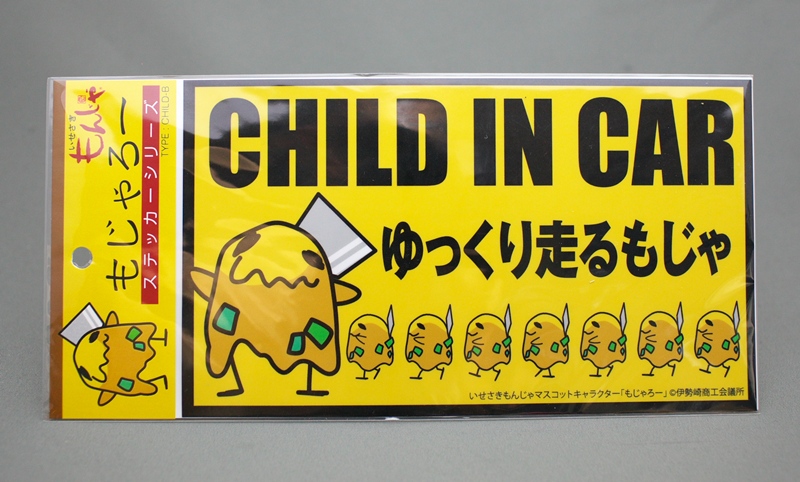 いせさき
もんじゃ
もじゃろー
ステッカーシリーズ
TYPE : CHILD-B
CHILD IN CAR
ゆっくり走るもじゃ
いせさきもんじゃマスコットキャラクター「もじゃろー」©伊勢崎商工会議所